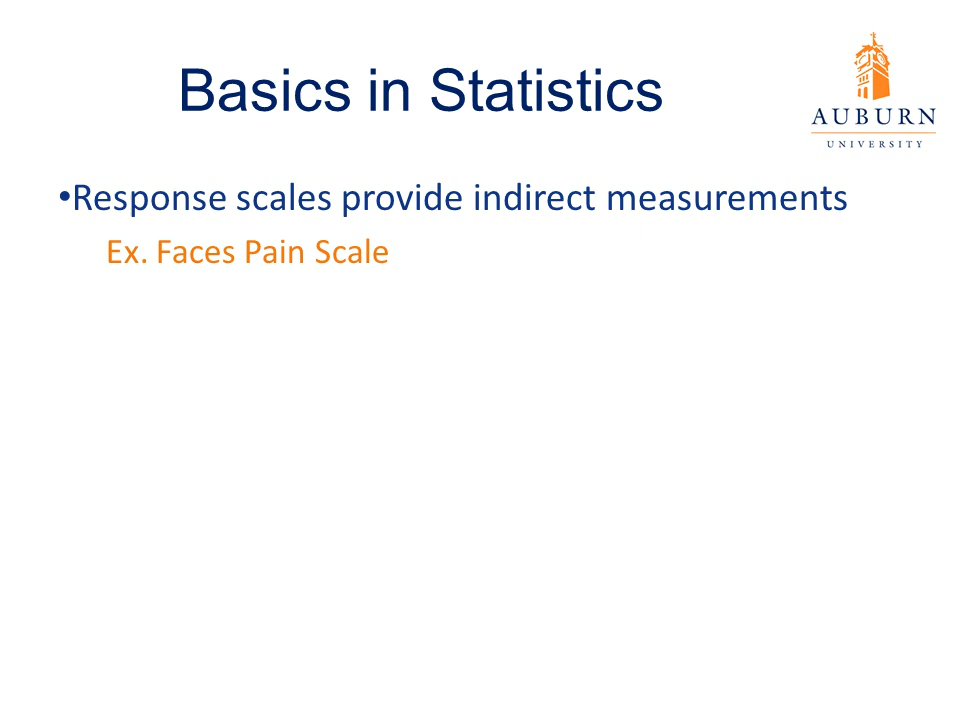 Basics in Statistics
AUBURN
UNIVERSITY
•Response scales provide indirect measurements
Ex. Faces Pain Scale